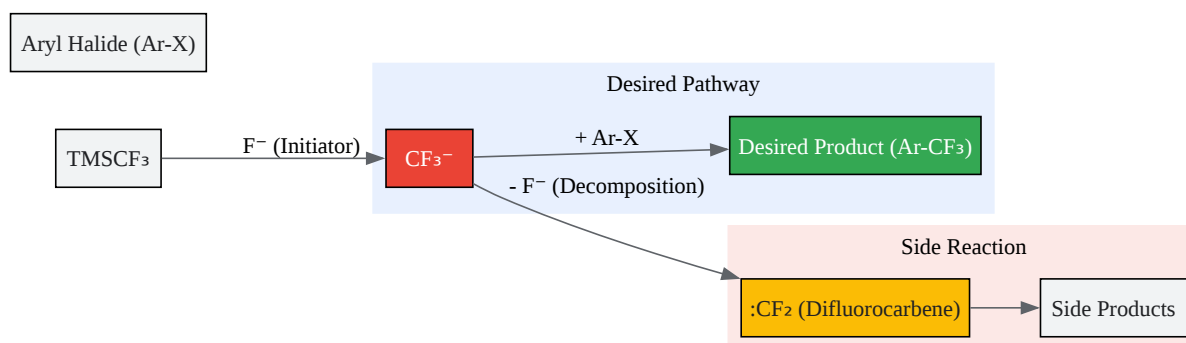 Aryl Halide (Ar-X)
Desired Pathway
TMSCF₃
F⁻ (Initiator)
CF₃⁻
+ Ar-X
Desired Product (Ar-CF₃)
- F⁻ (Decomposition)
Side Reaction
:CF₂ (Difluorocarbene)
Side Products